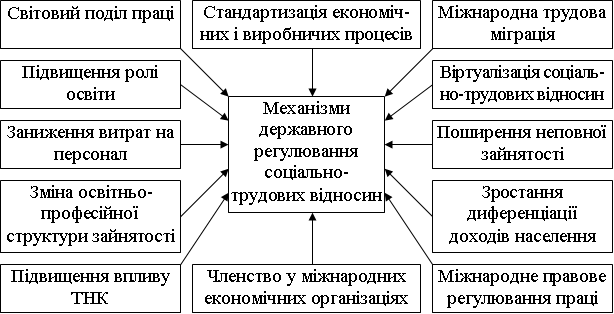 Світовий поділ праці
Стандартизація економіч-
них і виробничих процесів
Міжнародна трудова
міграція
Підвищення ролі
освіти
Віртуалізація соціаль-
но-трудових відносин
Механізми
державного
регулювання
соціально-
трудових відносин
Заниження витрат на
персонал
Поширення неповної
зайнятості
Зміна освітньо-
професійної
структури зайнятості
Зростання
диференціації
доходів населення
Підвищення впливу
ТНК
Членство у міжнародних
економічних організаціях
Міжнародне правове
регулювання праці